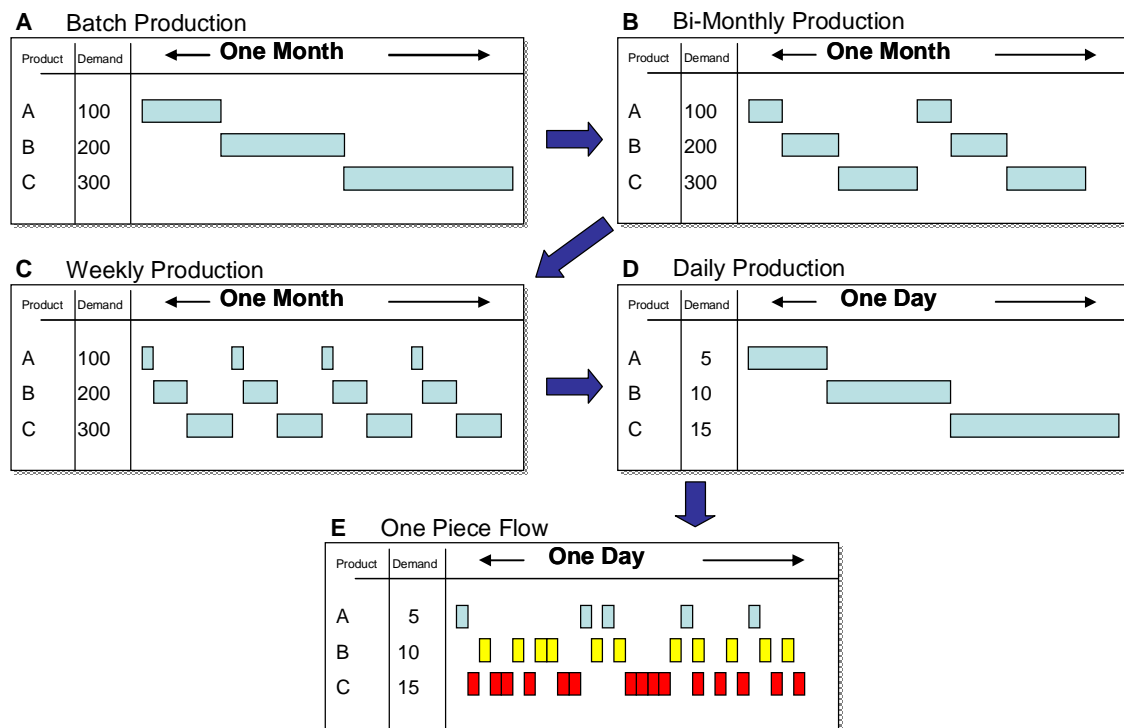 A Batch Production
Product Demand One Month
A 100
B 200
C 300
B Bi-Monthly Production
Product Demand One Month
A 100
B 200
C 300
C Weekly Production
Product Demand One Month
A 100
B 200
C 300
D Daily Production
Product Demand One Day
A 5
B 10
C 15
E One Piece Flow
Product Demand One Day
A 5
B 10
C 15